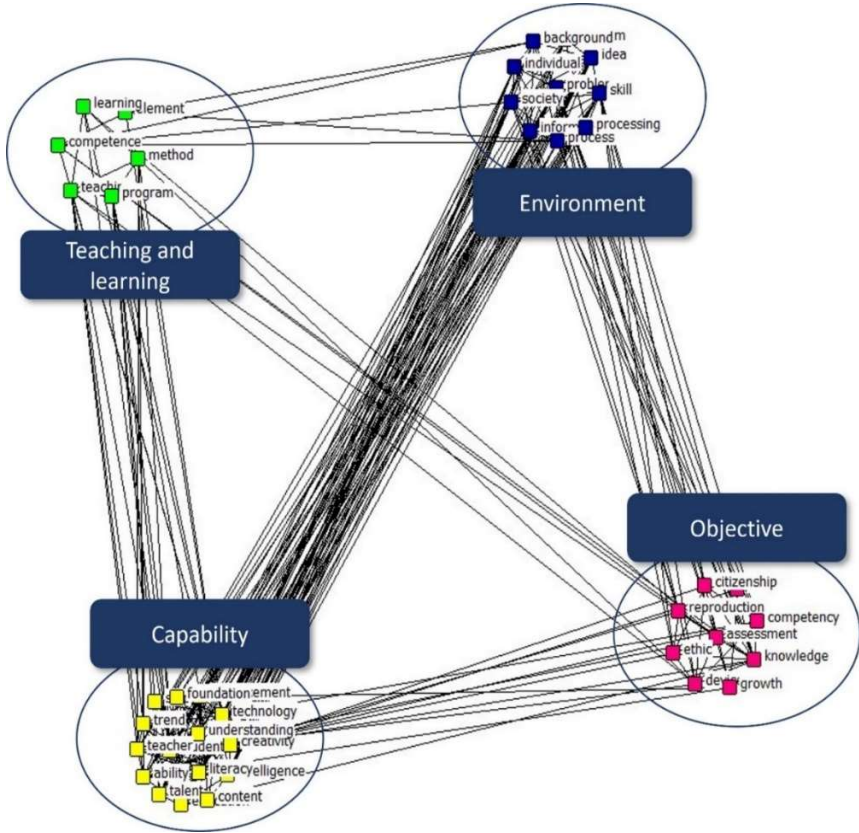 background
idea
individual
skill
society
processing
process
Environment
learning
competence
method
program
Teaching and
learning
Objective
citizenship
reproduction
competency
assessment
ethic
knowledge
growth
Capability
foundation
technology
trend
understanding
creativity
teacher
ability
literacy
talent
content